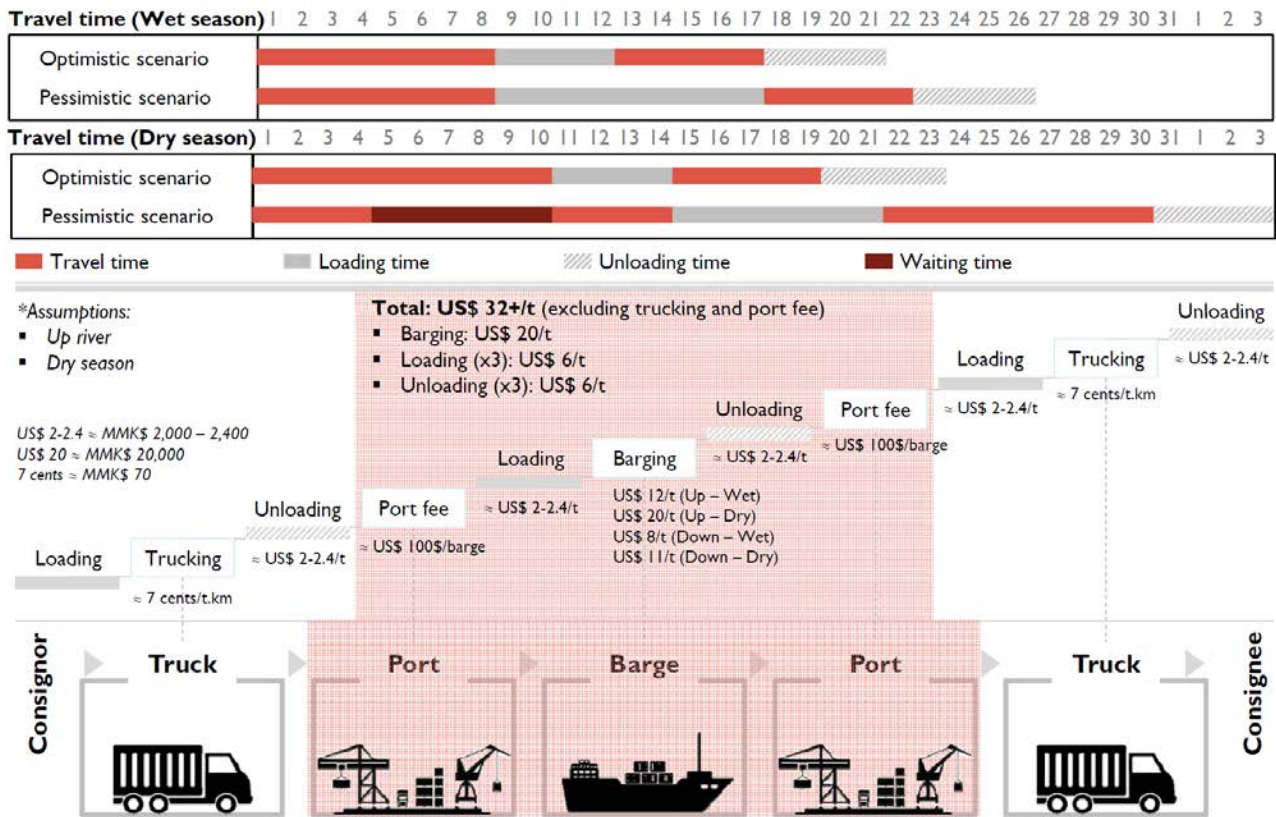 Travel time (Wet season) 1 2 3 4 5 6 7 8 9 10 11 12 13 14 15 16 17 18 19 20 21 22 23 24 25 26 27 28 29 30 31 1 2 3
Optimistic scenario
Pessimistic scenario
Travel time (Dry season) 1 2 3 4 5 6 7 8 9 10 11 12 13 14 15 16 17 18 19 20 21 22 23 24 25 26 27 28 29 30 31 1 2 3
Optimistic scenario
Pessimistic scenario
Travel time Loading time Unloading time Waiting time
*Assumptions:
▪ Up river
▪ Dry season
US$ 2-2.4 ≈ MMK$ 2,000 – 2,400
US$ 20 ≈ MMK$ 20,000
7 cents ≈ MMK$ 70
Total: US$ 32+/t (excluding trucking and port fee)
▪ Barging: US$ 20/t
▪ Loading (x3): US$ 6/t
▪ Unloading (x3): US$ 6/t
Loading
Trucking
≈ 7 cents/t.km
Unloading
≈ US$ 2-2.4/t
Port fee
≈ US$ 100$/barge
Loading
≈ US$ 2-2.4/t
Barging
US$ 12/t (Up – Wet)
US$ 20/t (Up – Dry)
US$ 8/t (Down – Wet)
US$ 11/t (Down – Dry)
Unloading
≈ US$ 2-2.4/t
Port fee
≈ US$ 100$/barge
Loading
≈ US$ 2-2.4/t
Trucking
≈ 7 cents/t.km
Unloading
≈ US$ 2-2.4/t
Consignor
Truck
Port
Barge
Port
Truck
Consignee